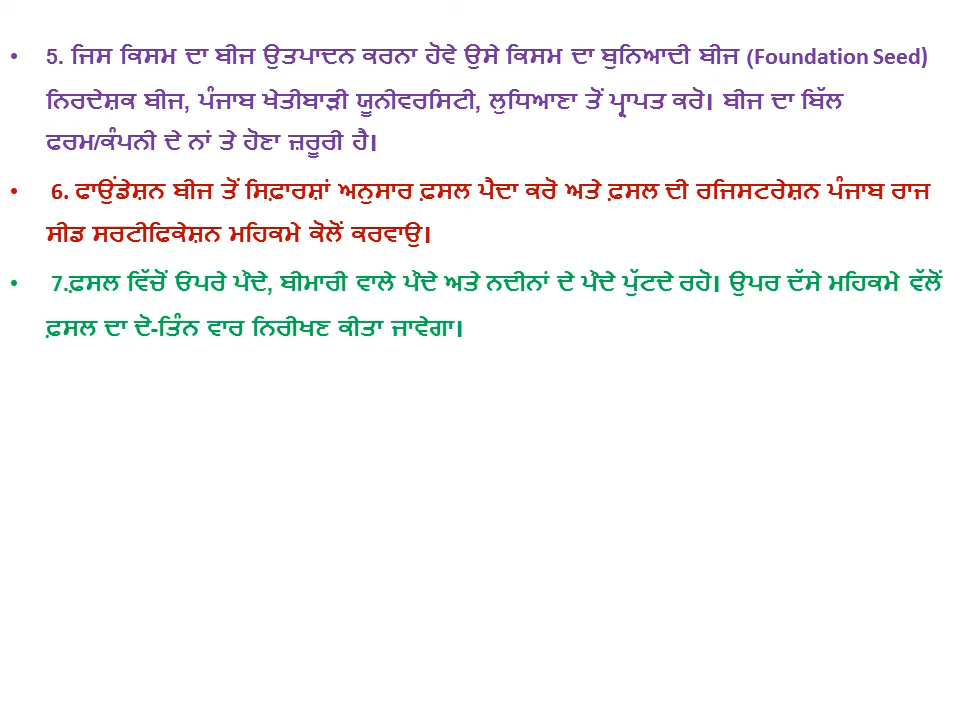 • 5. ਜਿਸ ਕਿਸਮ ਦਾ ਬੀਜ ਉਤਪਾਦਨ ਕਰਨਾ ਹੋਵੇ ਉਸੇ ਕਿਸਮ ਦਾ ਬੁਨਿਆਦੀ ਬੀਜ (Foundation Seed)
ਨਿਰਦੇਸ਼ਕ ਬੀਜ, ਪੰਜਾਬ ਖੇਤੀਬਾੜੀ ਯੂਨੀਵਰਸਿਟੀ, ਲੁਧਿਆਣਾ ਤੋਂ ਪ੍ਰਾਪਤ ਕਰੋ। ਬੀਜ ਦਾ ਬਿੱਲ
ਫਰਮ/ਕੰਪਨੀ ਦੇ ਨਾਂ ਤੇ ਹੋਣਾ ਜ਼ਰੂਰੀ ਹੈ।
• 6. ਫਾਉਂਡੇਸ਼ਨ ਬੀਜ ਤੋਂ ਸਿਫ਼ਾਰਸ਼ਾਂ ਅਨੁਸਾਰ ਫ਼ਸਲ ਪੈਦਾ ਕਰੋ ਅਤੇ ਫ਼ਸਲ ਦੀ ਰਜਿਸਟਰੇਸ਼ਨ ਪੰਜਾਬ ਰਾਜ
ਸੀਡ ਸਰਟੀਫਿਕੇਸ਼ਨ ਮਹਿਕਮੇ ਕੋਲੋਂ ਕਰਵਾਉ।
• 7.ਫ਼ਸਲ ਵਿੱਚੋਂ ਓਪਰੇ ਪੌਦੇ, ਬੀਮਾਰੀ ਵਾਲੇ ਪੌਦੇ ਅਤੇ ਨਦੀਨਾਂ ਦੇ ਪੌਦੇ ਪੁੱਟਦੇ ਰਹੋ। ਉਪਰ ਦੱਸੇ ਮਹਿਕਮੇ ਵੱਲੋਂ
ਫ਼ਸਲ ਦਾ ਦੋ-ਤਿੰਨ ਵਾਰ ਨਿਰੀਖਣ ਕੀਤਾ ਜਾਵੇਗਾ।